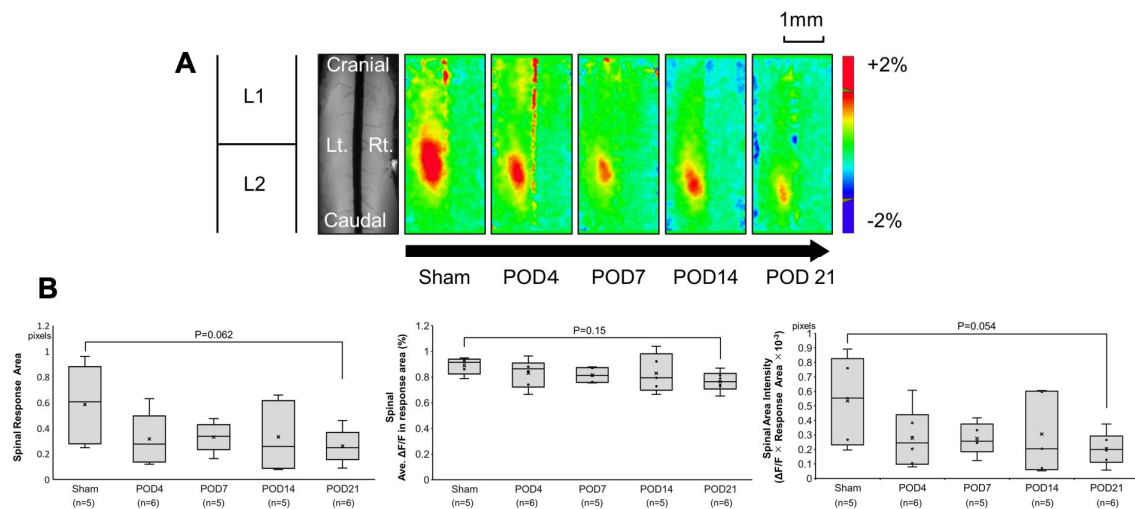 A
L1
L2
Cranial
Lt. Rt.
Caudal
1mm
+2%
-2%
Sham POD4 POD7 POD14 POD 21
B
1.2
pixels
1
0.8
0.6
0.4
0.2
0
Spinal Response Area
P=0.062
Sham POD4 POD7 POD14 POD21
(n=5) (n=6) (n=5) (n=5) (n=6)
1.2
1
0.8
0.6
0.4
0.2
0
Spinal
Ave. ΔF/F in response area (%)
P=0.15
Sham POD4 POD7 POD14 POD21
(n=5) (n=6) (n=5) (n=5) (n=6)
pixels
1
0.9
0.8
0.7
0.6
0.5
0.4
0.3
0.2
0.1
0
Spinal Area Intensity
(ΔF/F × Response Area × 10⁻³)
P=0.054
Sham POD4 POD7 POD14 POD21
(n=5) (n=6) (n=5) (n=5) (n=6)